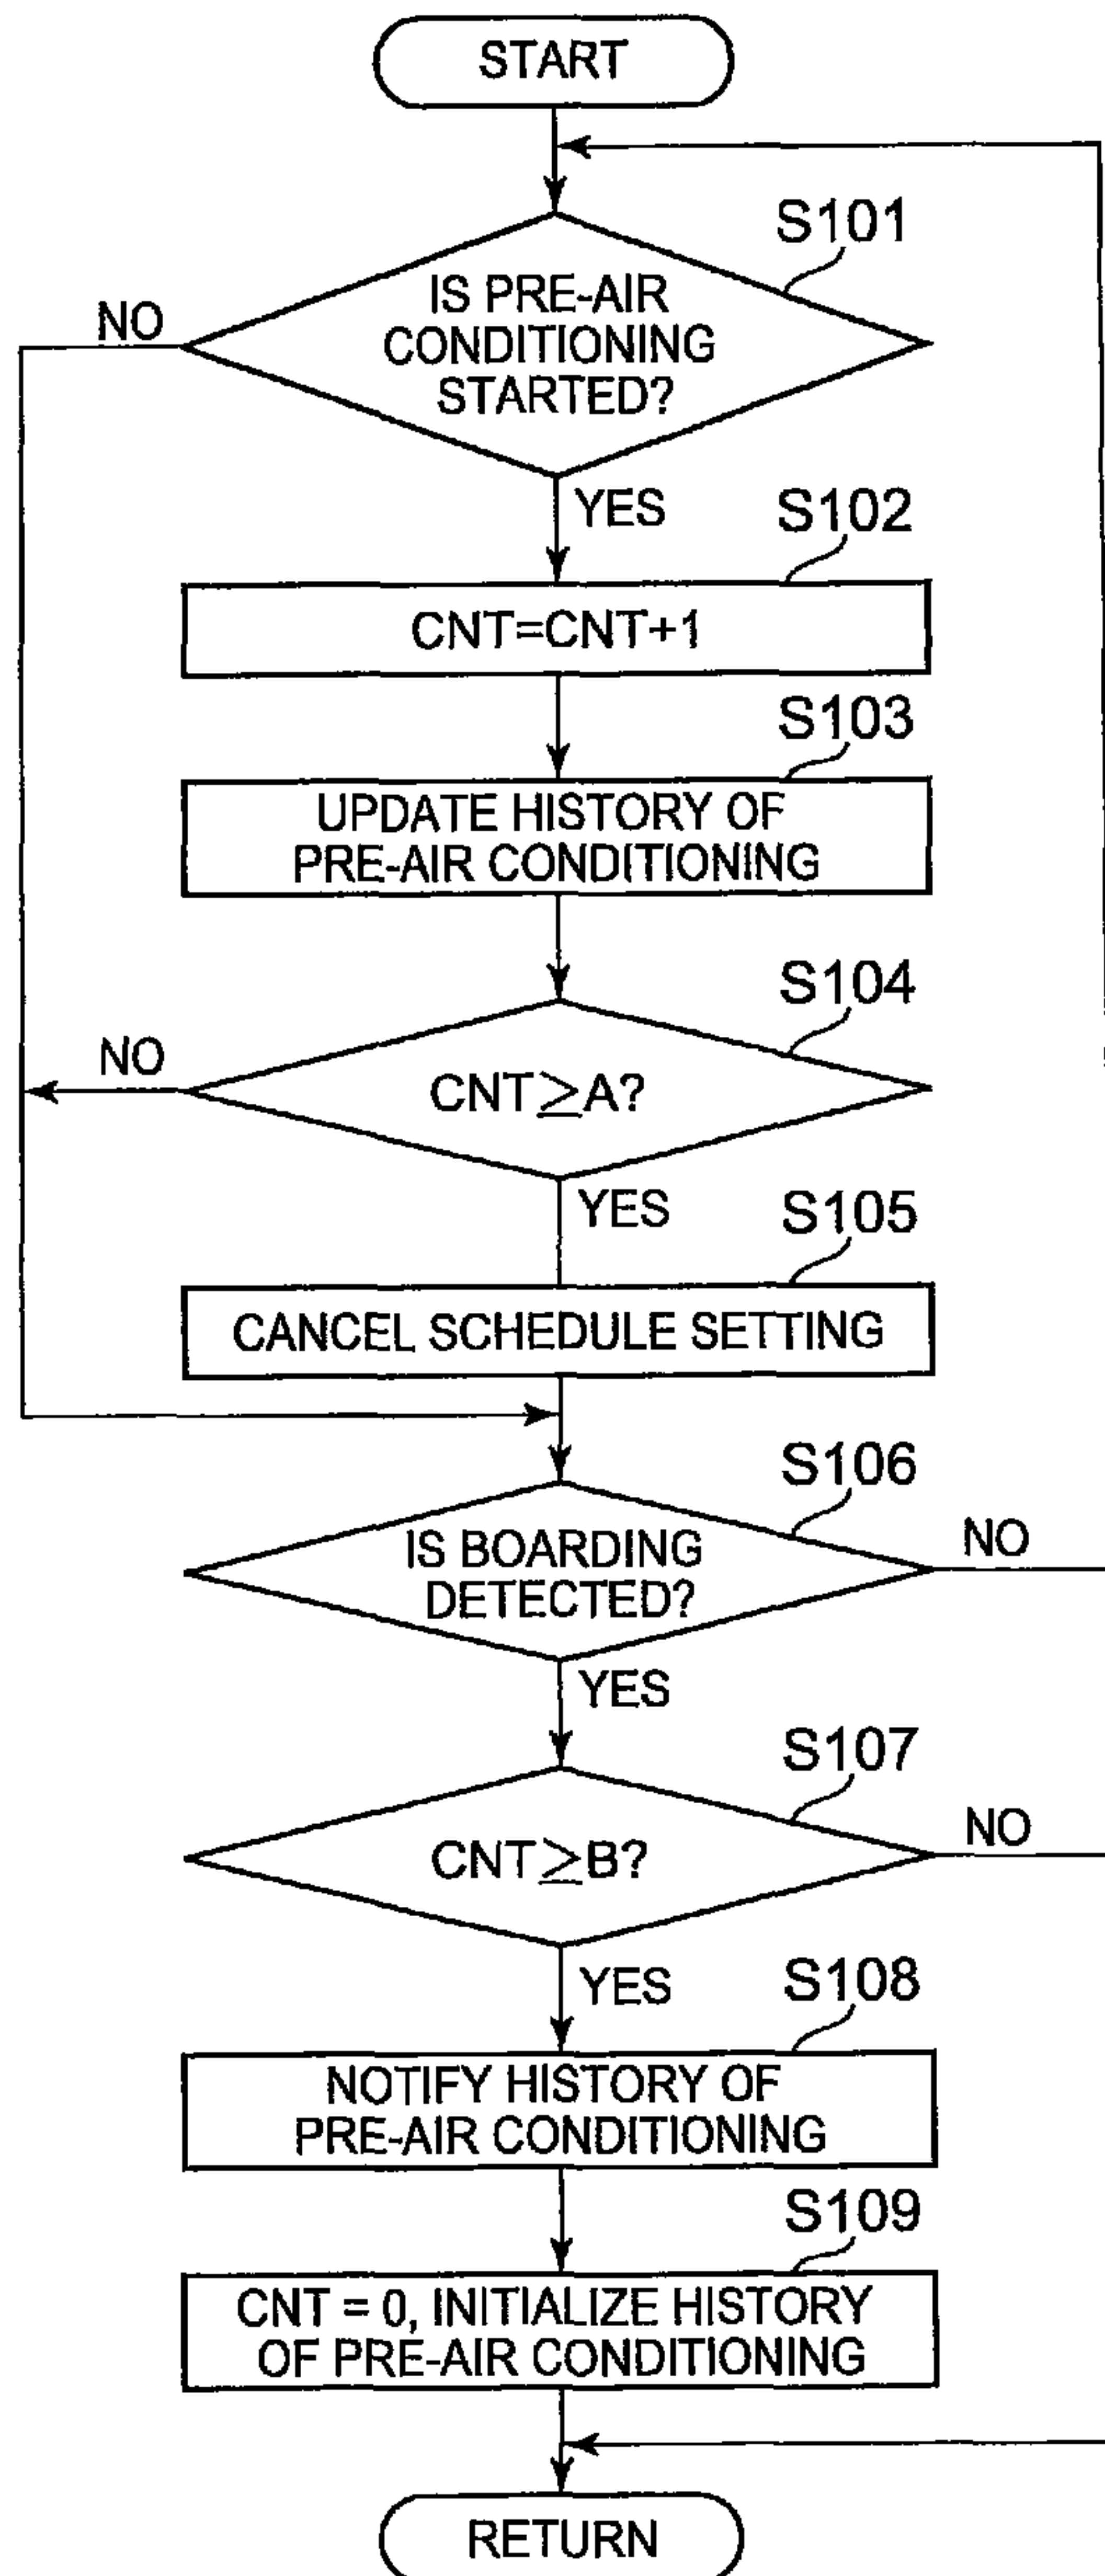 START
S101
IS PRE-AIR
CONDITIONING
STARTED?
NO
YES
S102
CNT=CNT+1
S103
UPDATE HISTORY OF
PRE-AIR CONDITIONING
S104
NO
CNT≥A?
YES
S105
CANCEL SCHEDULE SETTING
S106
IS BOARDING
DETECTED?
NO
YES
S107
CNT≥B?
NO
YES
S108
NOTIFY HISTORY OF
PRE-AIR CONDITIONING
S109
CNT = 0, INITIALIZE HISTORY
OF PRE-AIR CONDITIONING
RETURN